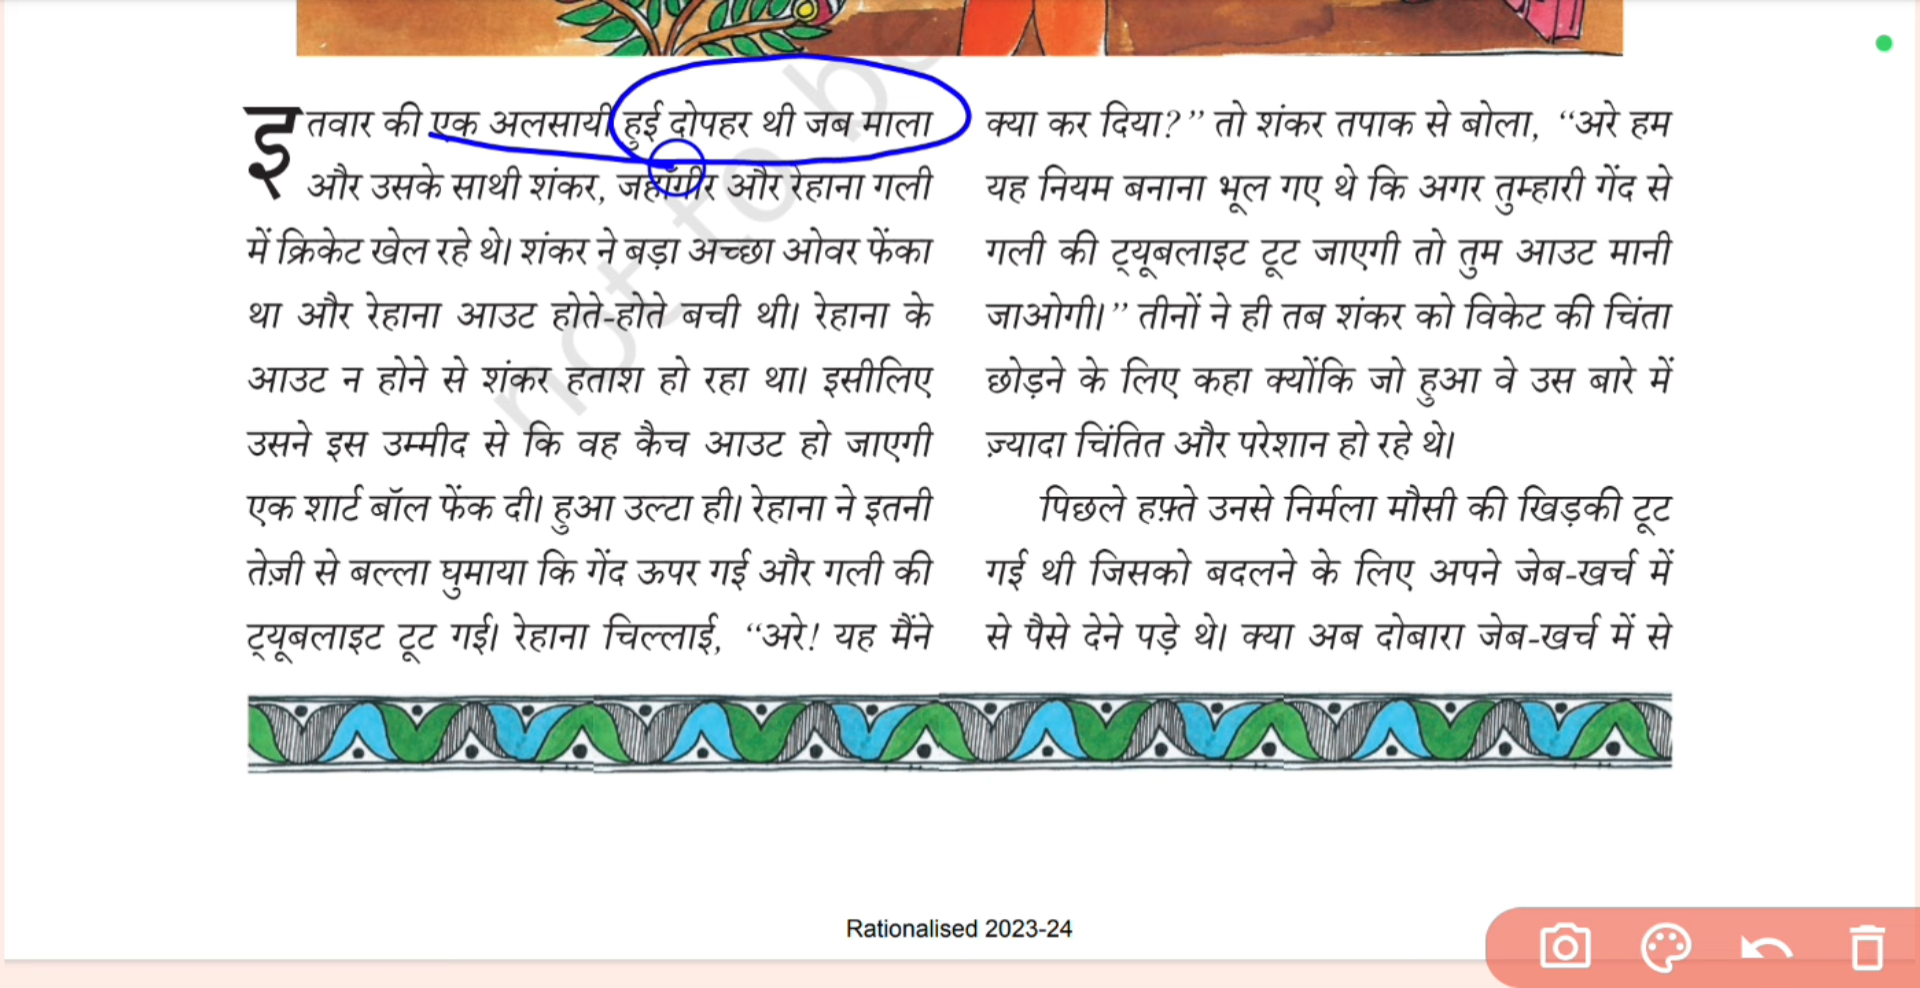 इतवार की एक अलसायी हुई दोपहर थी जब माला
और उसके साथी शंकर, जहाँगीर और रेहाना गली
में क्रिकेट खेल रहे थे। शंकर ने बड़ा अच्छा ओवर फेंका
था और रेहाना आउट होते-होते बची थी। रेहाना के
आउट न होने से शंकर हताश हो रहा था। इसीलिए
उसने इस उम्मीद से कि वह कैच आउट हो जाएगी
एक शार्ट बॉल फेंक दी। हुआ उल्टा ही। रेहाना ने इतनी
तेज़ी से बल्ला घुमाया कि गेंद ऊपर गई और गली की
ट्यूबलाइट टूट गई। रेहाना चिल्लाई, “अरे! यह मैंने
क्या कर दिया?” तो शंकर तपाक से बोला, “अरे हम
यह नियम बनाना भूल गए थे कि अगर तुम्हारी गेंद से
गली की ट्यूबलाइट टूट जाएगी तो तुम आउट मानी
जाओगी।” तीनों ने ही तब शंकर को विकेट की चिंता
छोड़ने के लिए कहा क्योंकि जो हुआ वे उस बारे में
ज़्यादा चिंतित और परेशान हो रहे थे।
पिछले हफ़्ते उनसे निर्मला मौसी की खिड़की टूट
गई थी जिसको बदलने के लिए अपने जेब-खर्च में
से पैसे देने पड़े थे। क्या अब दोबारा जेब-खर्च में से
not to be
Rationalised 2023-24